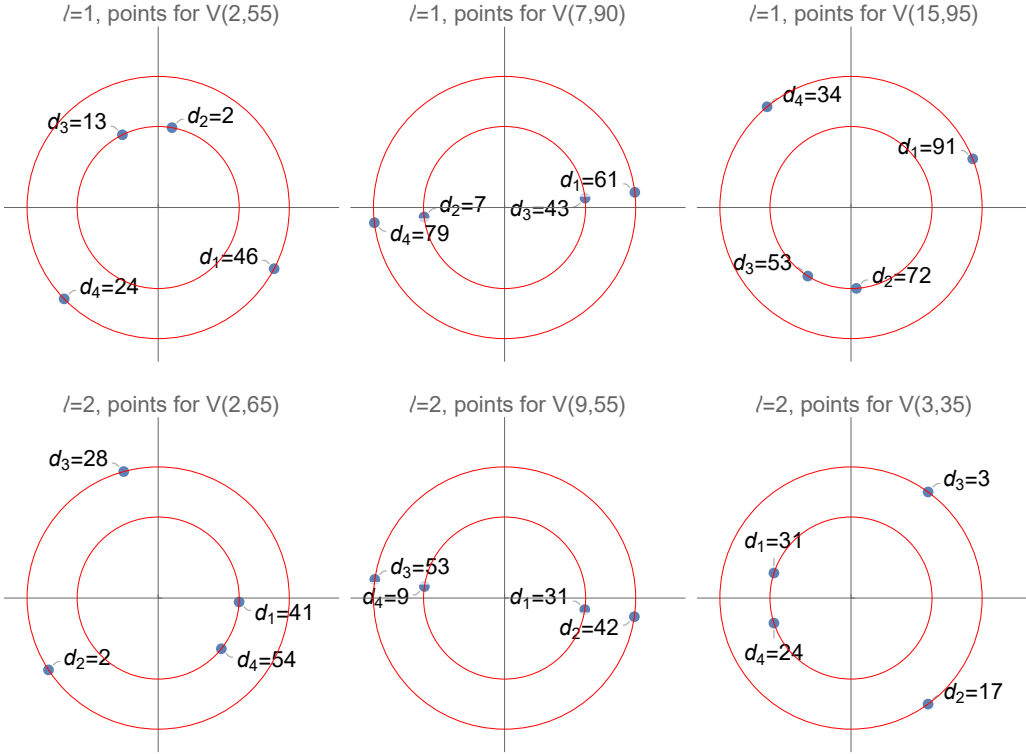 ℓ=1, points for V(2,55)
ℓ=1, points for V(7,90)
ℓ=1, points for V(15,95)
d₃=13
d₂=2
d₁=46
d₄=24
d₁=61
d₂=7
d₃=43
d₄=79
d₄=34
d₁=91
d₃=53
d₂=72
ℓ=2, points for V(2,65)
ℓ=2, points for V(9,55)
ℓ=2, points for V(3,35)
d₃=28
d₁=41
d₂=2
d₄=54
d₃=53
d₄=9
d₁=31
d₂=42
d₃=3
d₁=31
d₄=24
d₂=17